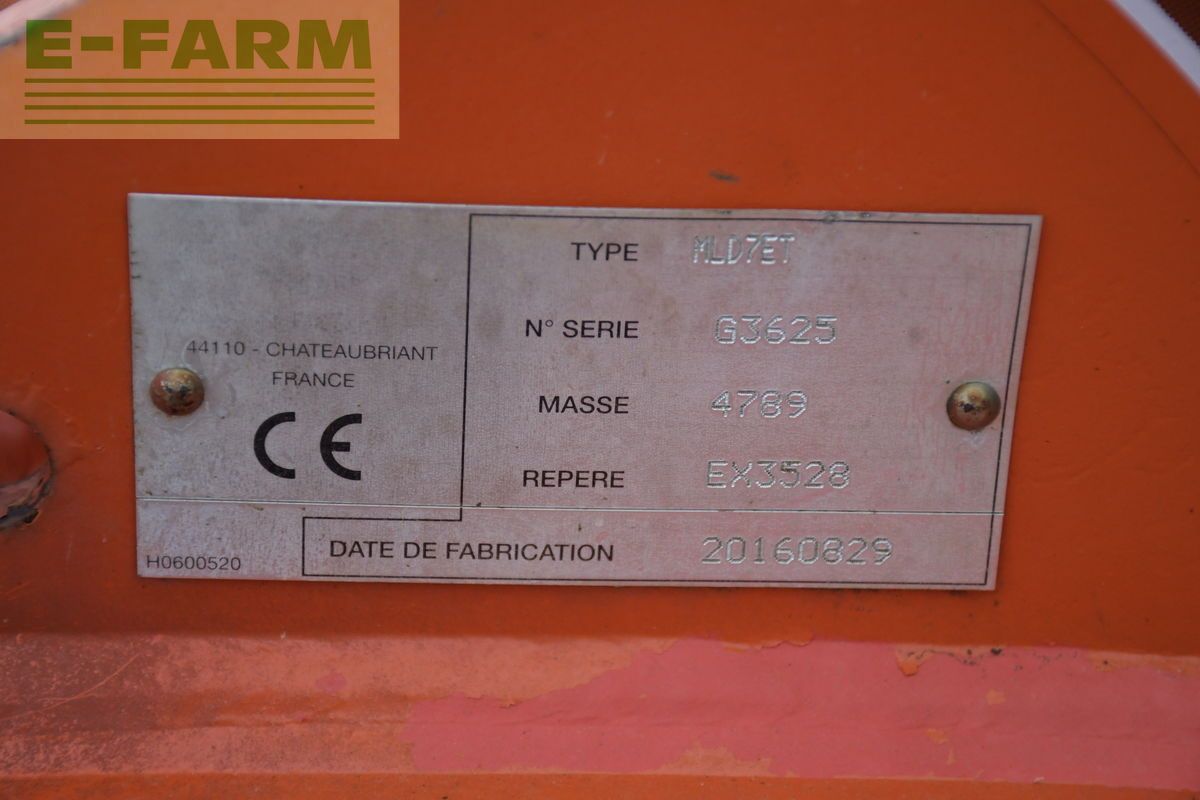 E-FARM
TYPE MLD7ET
N° SERIE G3625
44110 - CHATEAUBRIANT
FRANCE
MASSE 4789
CE
REPERE EX3528
DATE DE FABRICATION 20160829
H0600520